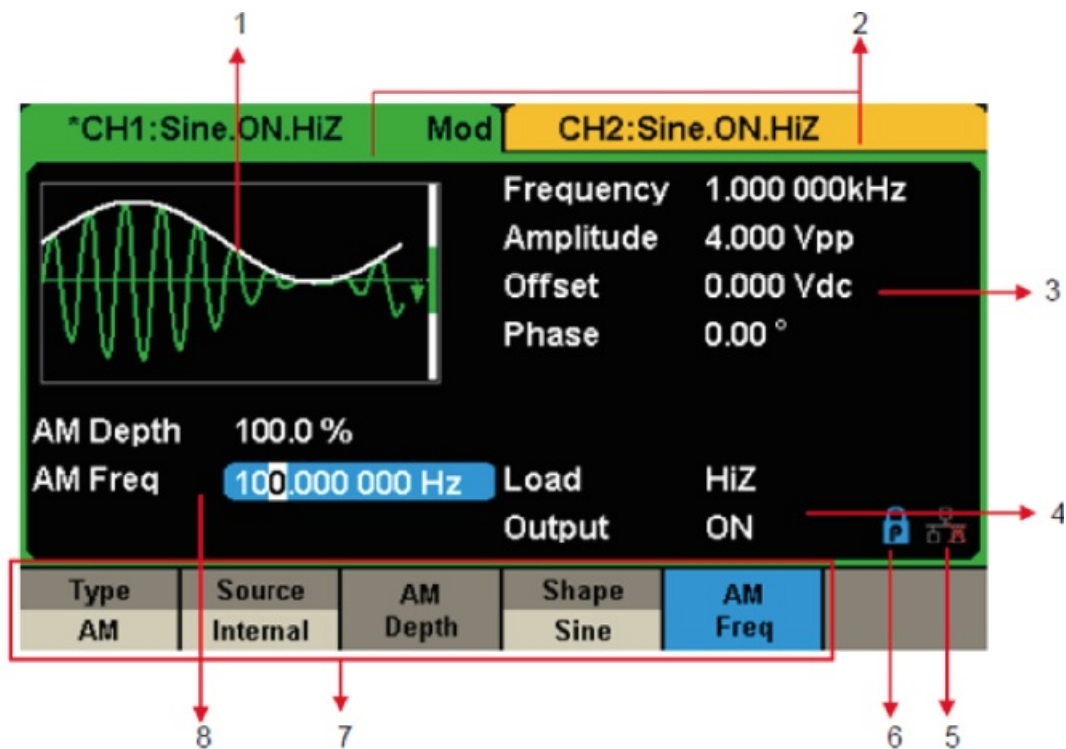 1
2
*CH1:Sine.ON.HiZ Mod
CH2:Sine.ON.HiZ
Frequency 1.000 000kHz
Amplitude 4.000 Vpp
Offset 0.000 Vdc
3
Phase 0.00 °
AM Depth 100.0 %
AM Freq 100.000 000 Hz
Load HiZ
4
Output ON
P
Type
AM
Source
Internal
AM
Depth
Shape
Sine
AM
Freq
8
7
6
5